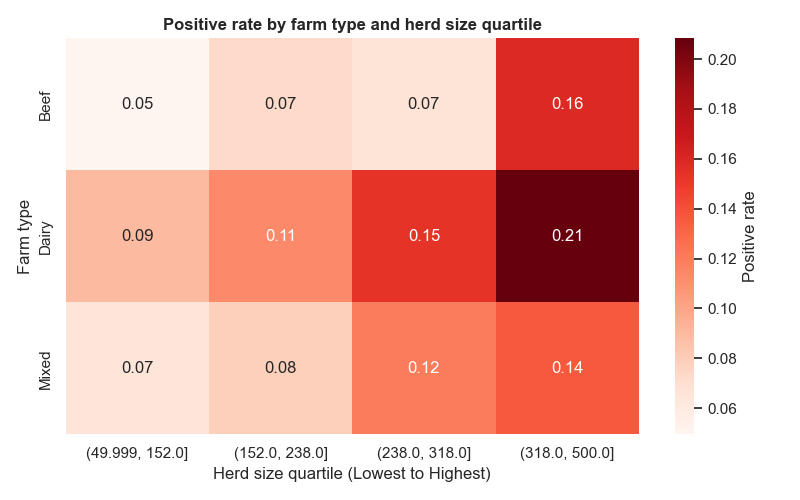 Positive rate by farm type and herd size quartile
Farm type
Beef
0.05 0.07 0.07 0.16
Dairy
0.09 0.11 0.15 0.21
Mixed
0.07 0.08 0.12 0.14
(49.999, 152.0] (152.0, 238.0] (238.0, 318.0] (318.0, 500.0]
Herd size quartile (Lowest to Highest)
0.20
0.18
0.16
0.14
0.12
0.10
0.08
0.06
Positive rate